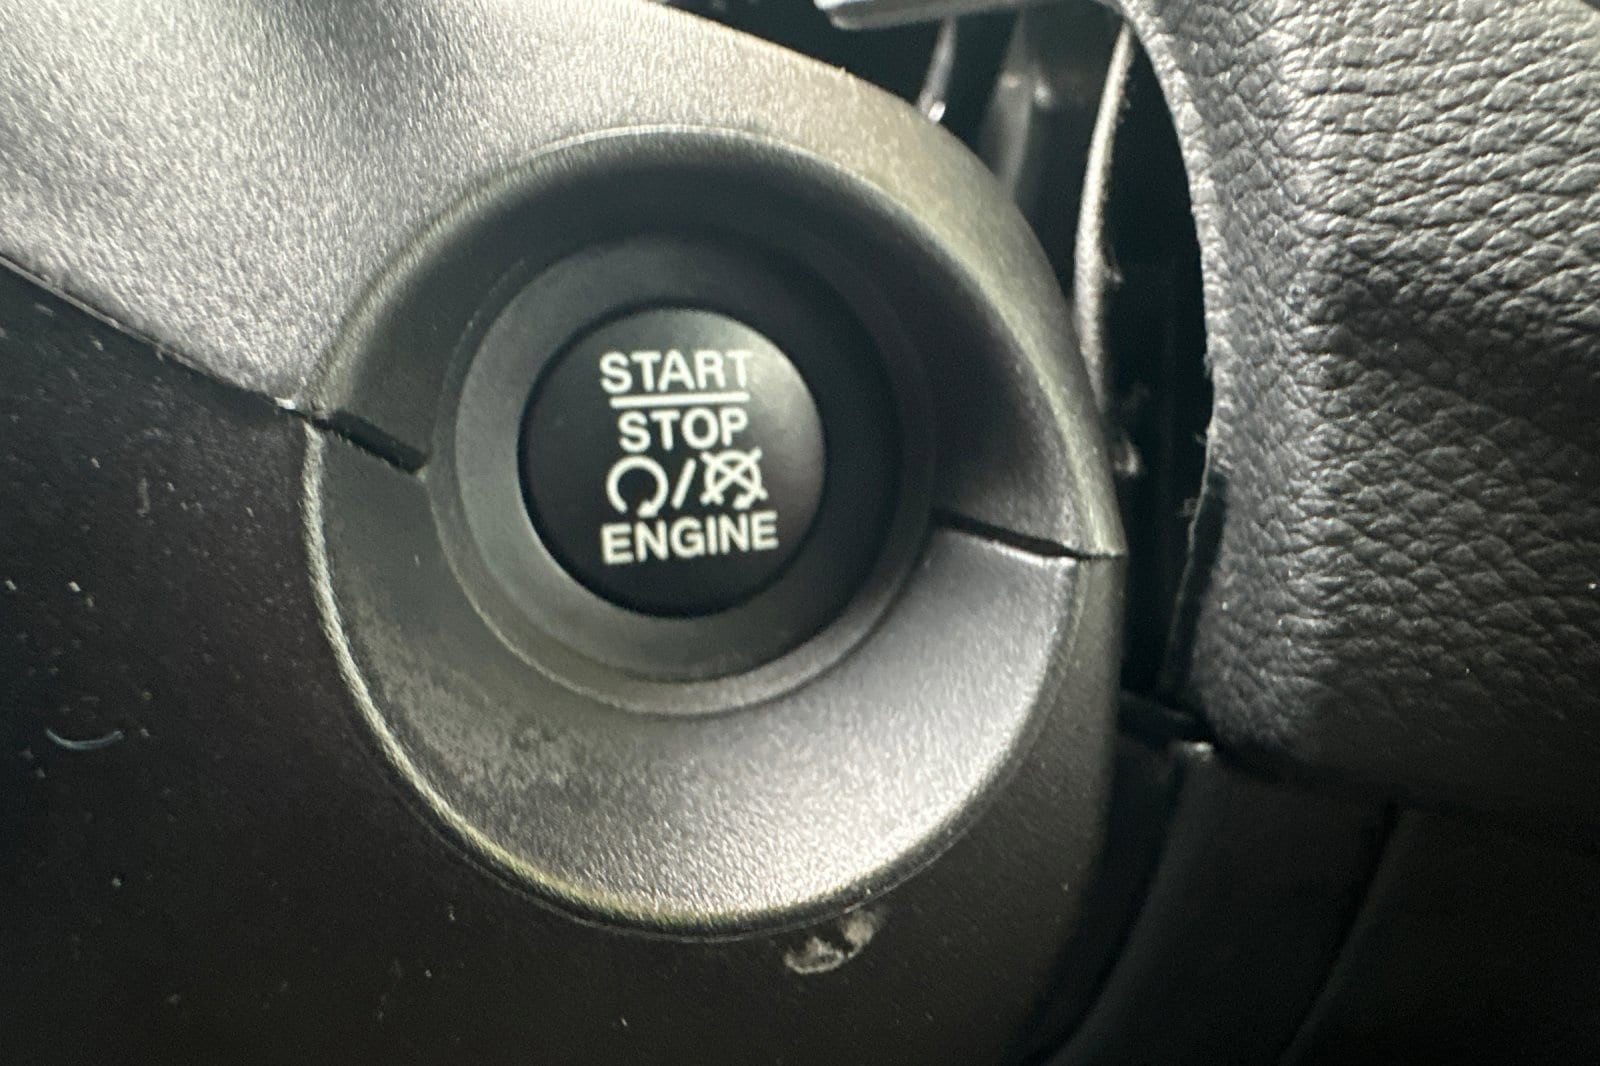 START
STOP
/
ENGINE